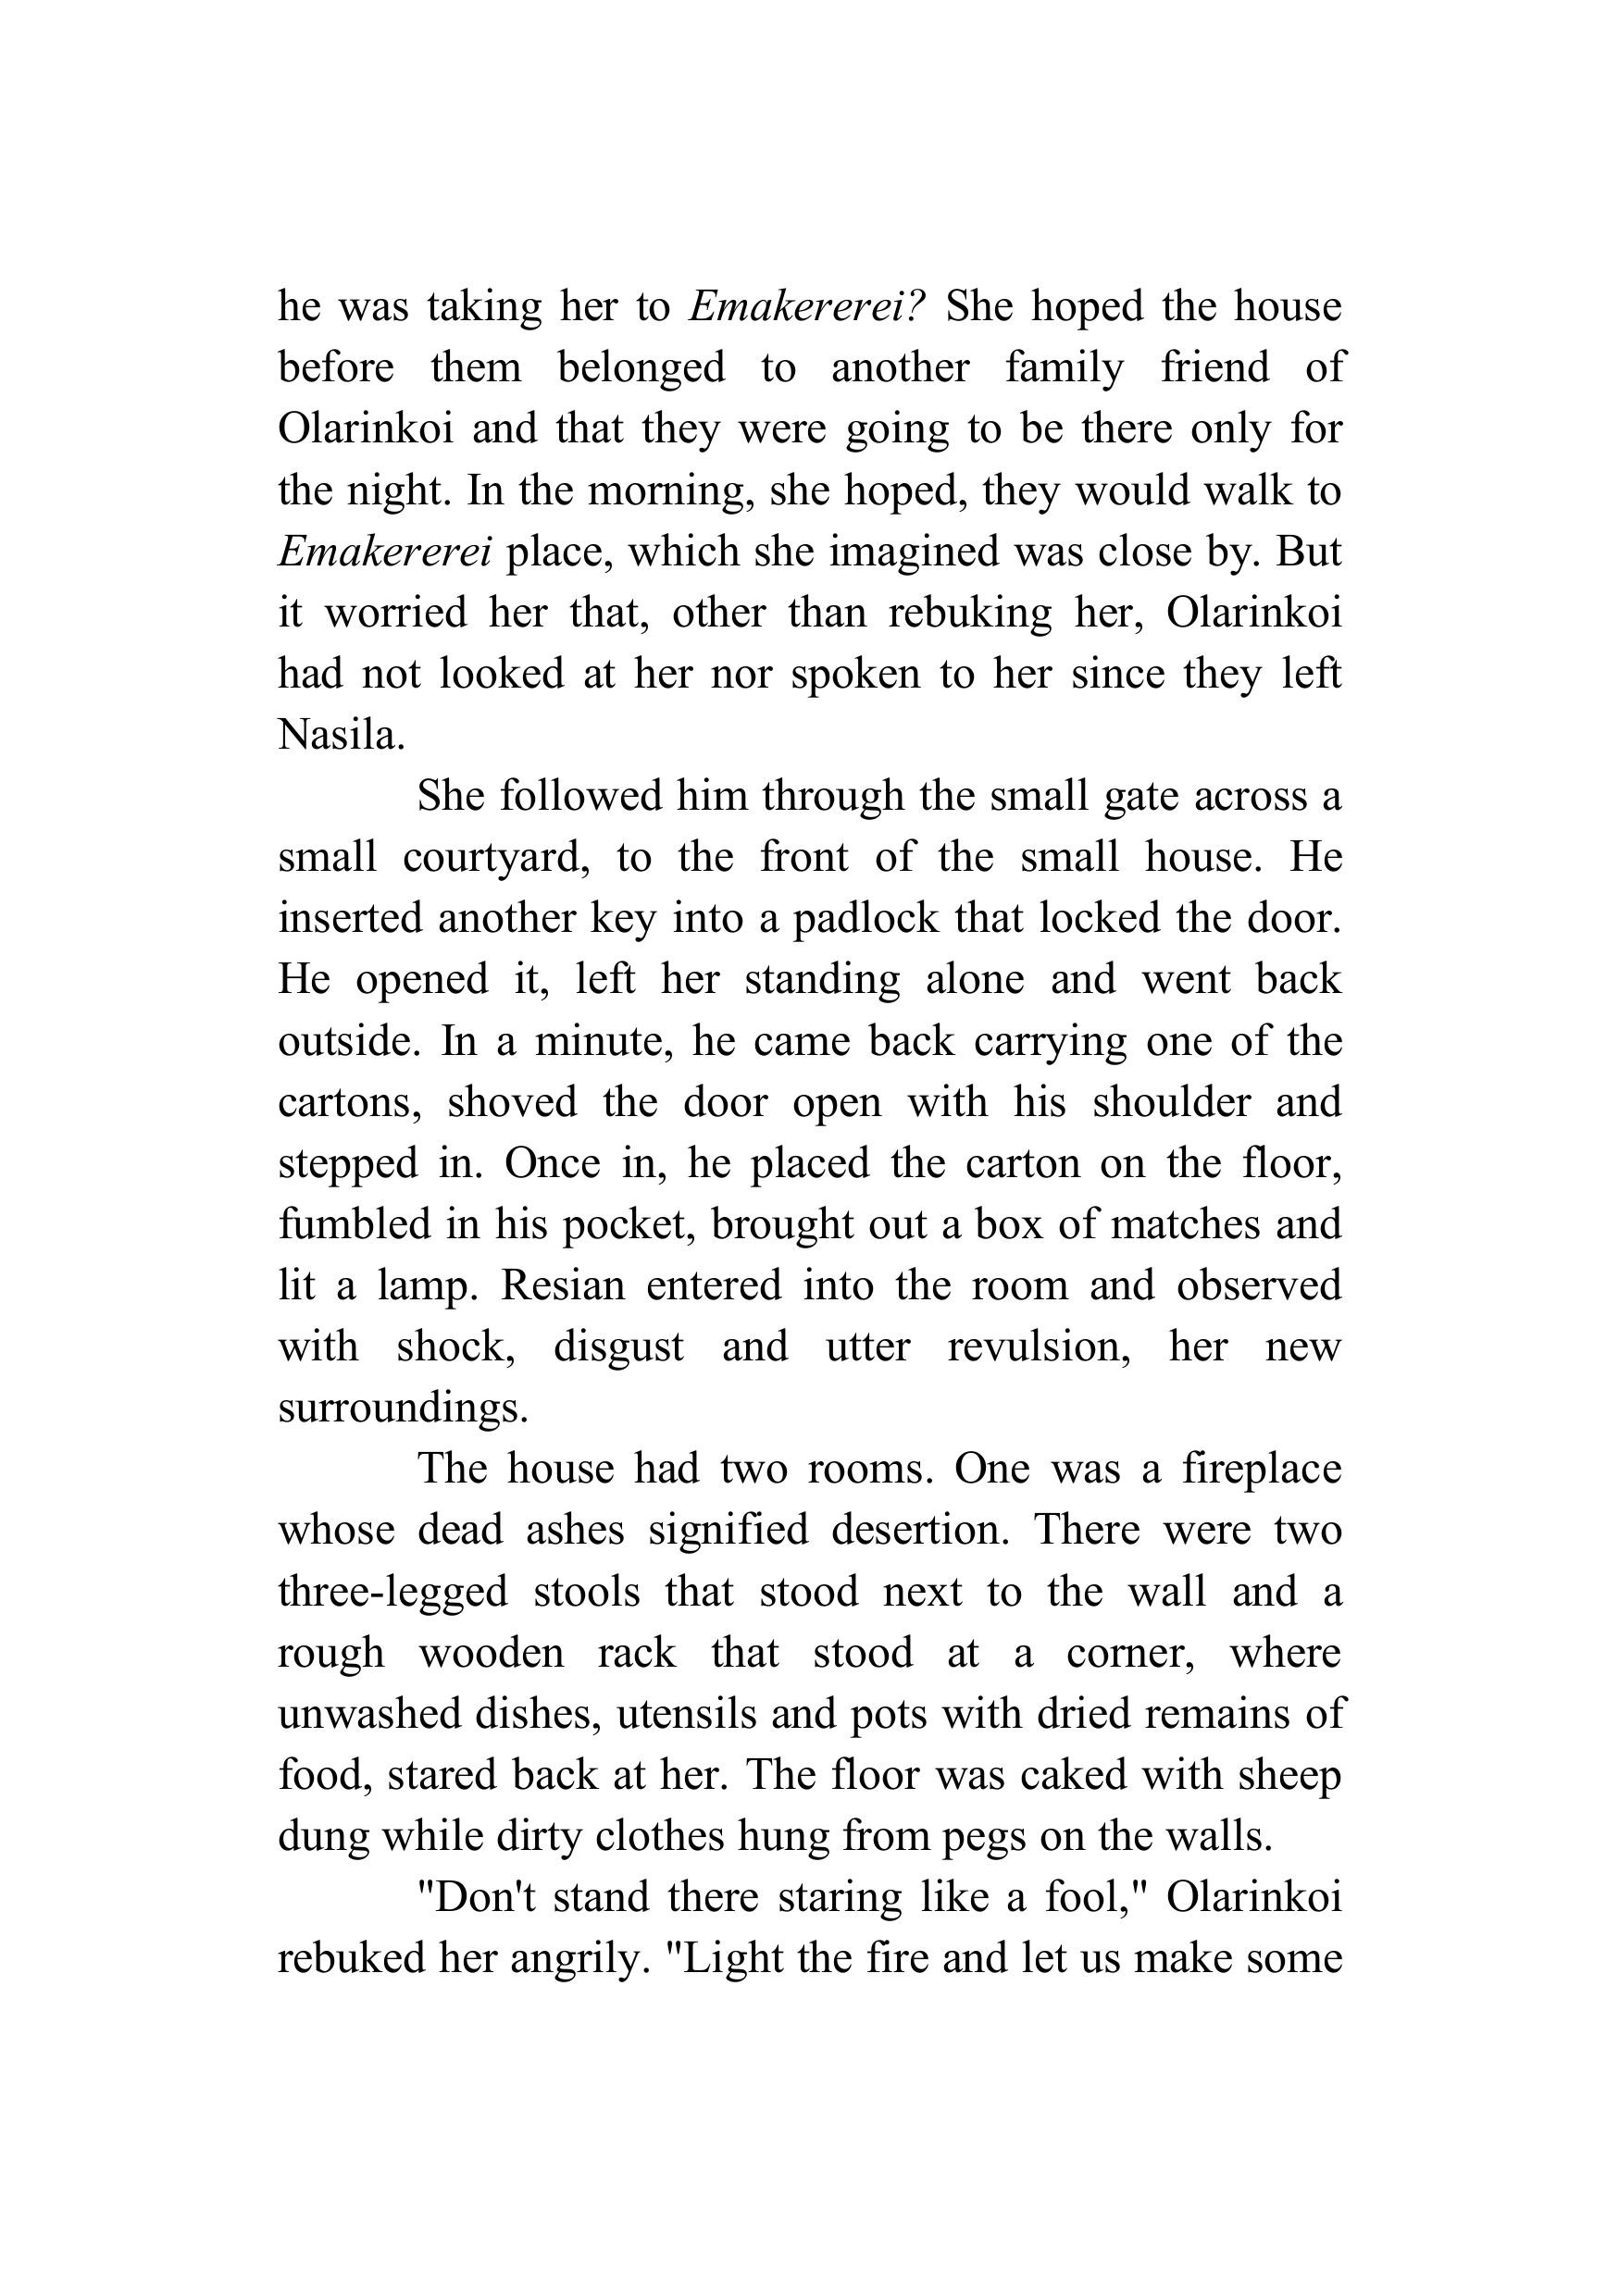 he was taking her to Emakererei? She hoped the house
before them belonged to another family friend of
Olarinkoi and that they were going to be there only for
the night. In the morning, she hoped, they would walk to
Emakererei place, which she imagined was close by. But
it worried her that, other than rebuking her, Olarinkoi
had not looked at her nor spoken to her since they left
Nasila.
She followed him through the small gate across a
small courtyard, to the front of the small house. He
inserted another key into a padlock that locked the door.
He opened it, left her standing alone and went back
outside. In a minute, he came back carrying one of the
cartons, shoved the door open with his shoulder and
stepped in. Once in, he placed the carton on the floor,
fumbled in his pocket, brought out a box of matches and
lit a lamp. Resian entered into the room and observed
with shock, disgust and utter revulsion, her new
surroundings.
The house had two rooms. One was a fireplace
whose dead ashes signified desertion. There were two
three-legged stools that stood next to the wall and a
rough wooden rack that stood at a corner, where
unwashed dishes, utensils and pots with dried remains of
food, stared back at her. The floor was caked with sheep
dung while dirty clothes hung from pegs on the walls.
"Don't stand there staring like a fool," Olarinkoi
rebuked her angrily. "Light the fire and let us make some